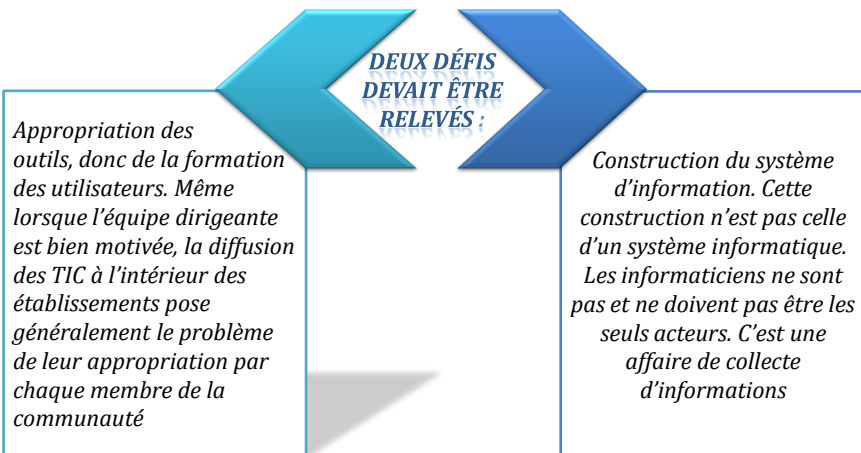 DEUX DÉFIS
DEVAIT ÊTRE
RELEVÉS :
Appropriation des
outils, donc de la formation
des utilisateurs. Même
lorsque l’équipe dirigeante
est bien motivée, la diffusion
des TIC à l’intérieur des
établissements pose
généralement le problème
de leur appropriation par
chaque membre de la
communauté
Construction du système
d’information. Cette
construction n’est pas celle
d’un système informatique.
Les informaticiens ne sont
pas et ne doivent pas être les
seuls acteurs. C’est une
affaire de collecte
d’informations